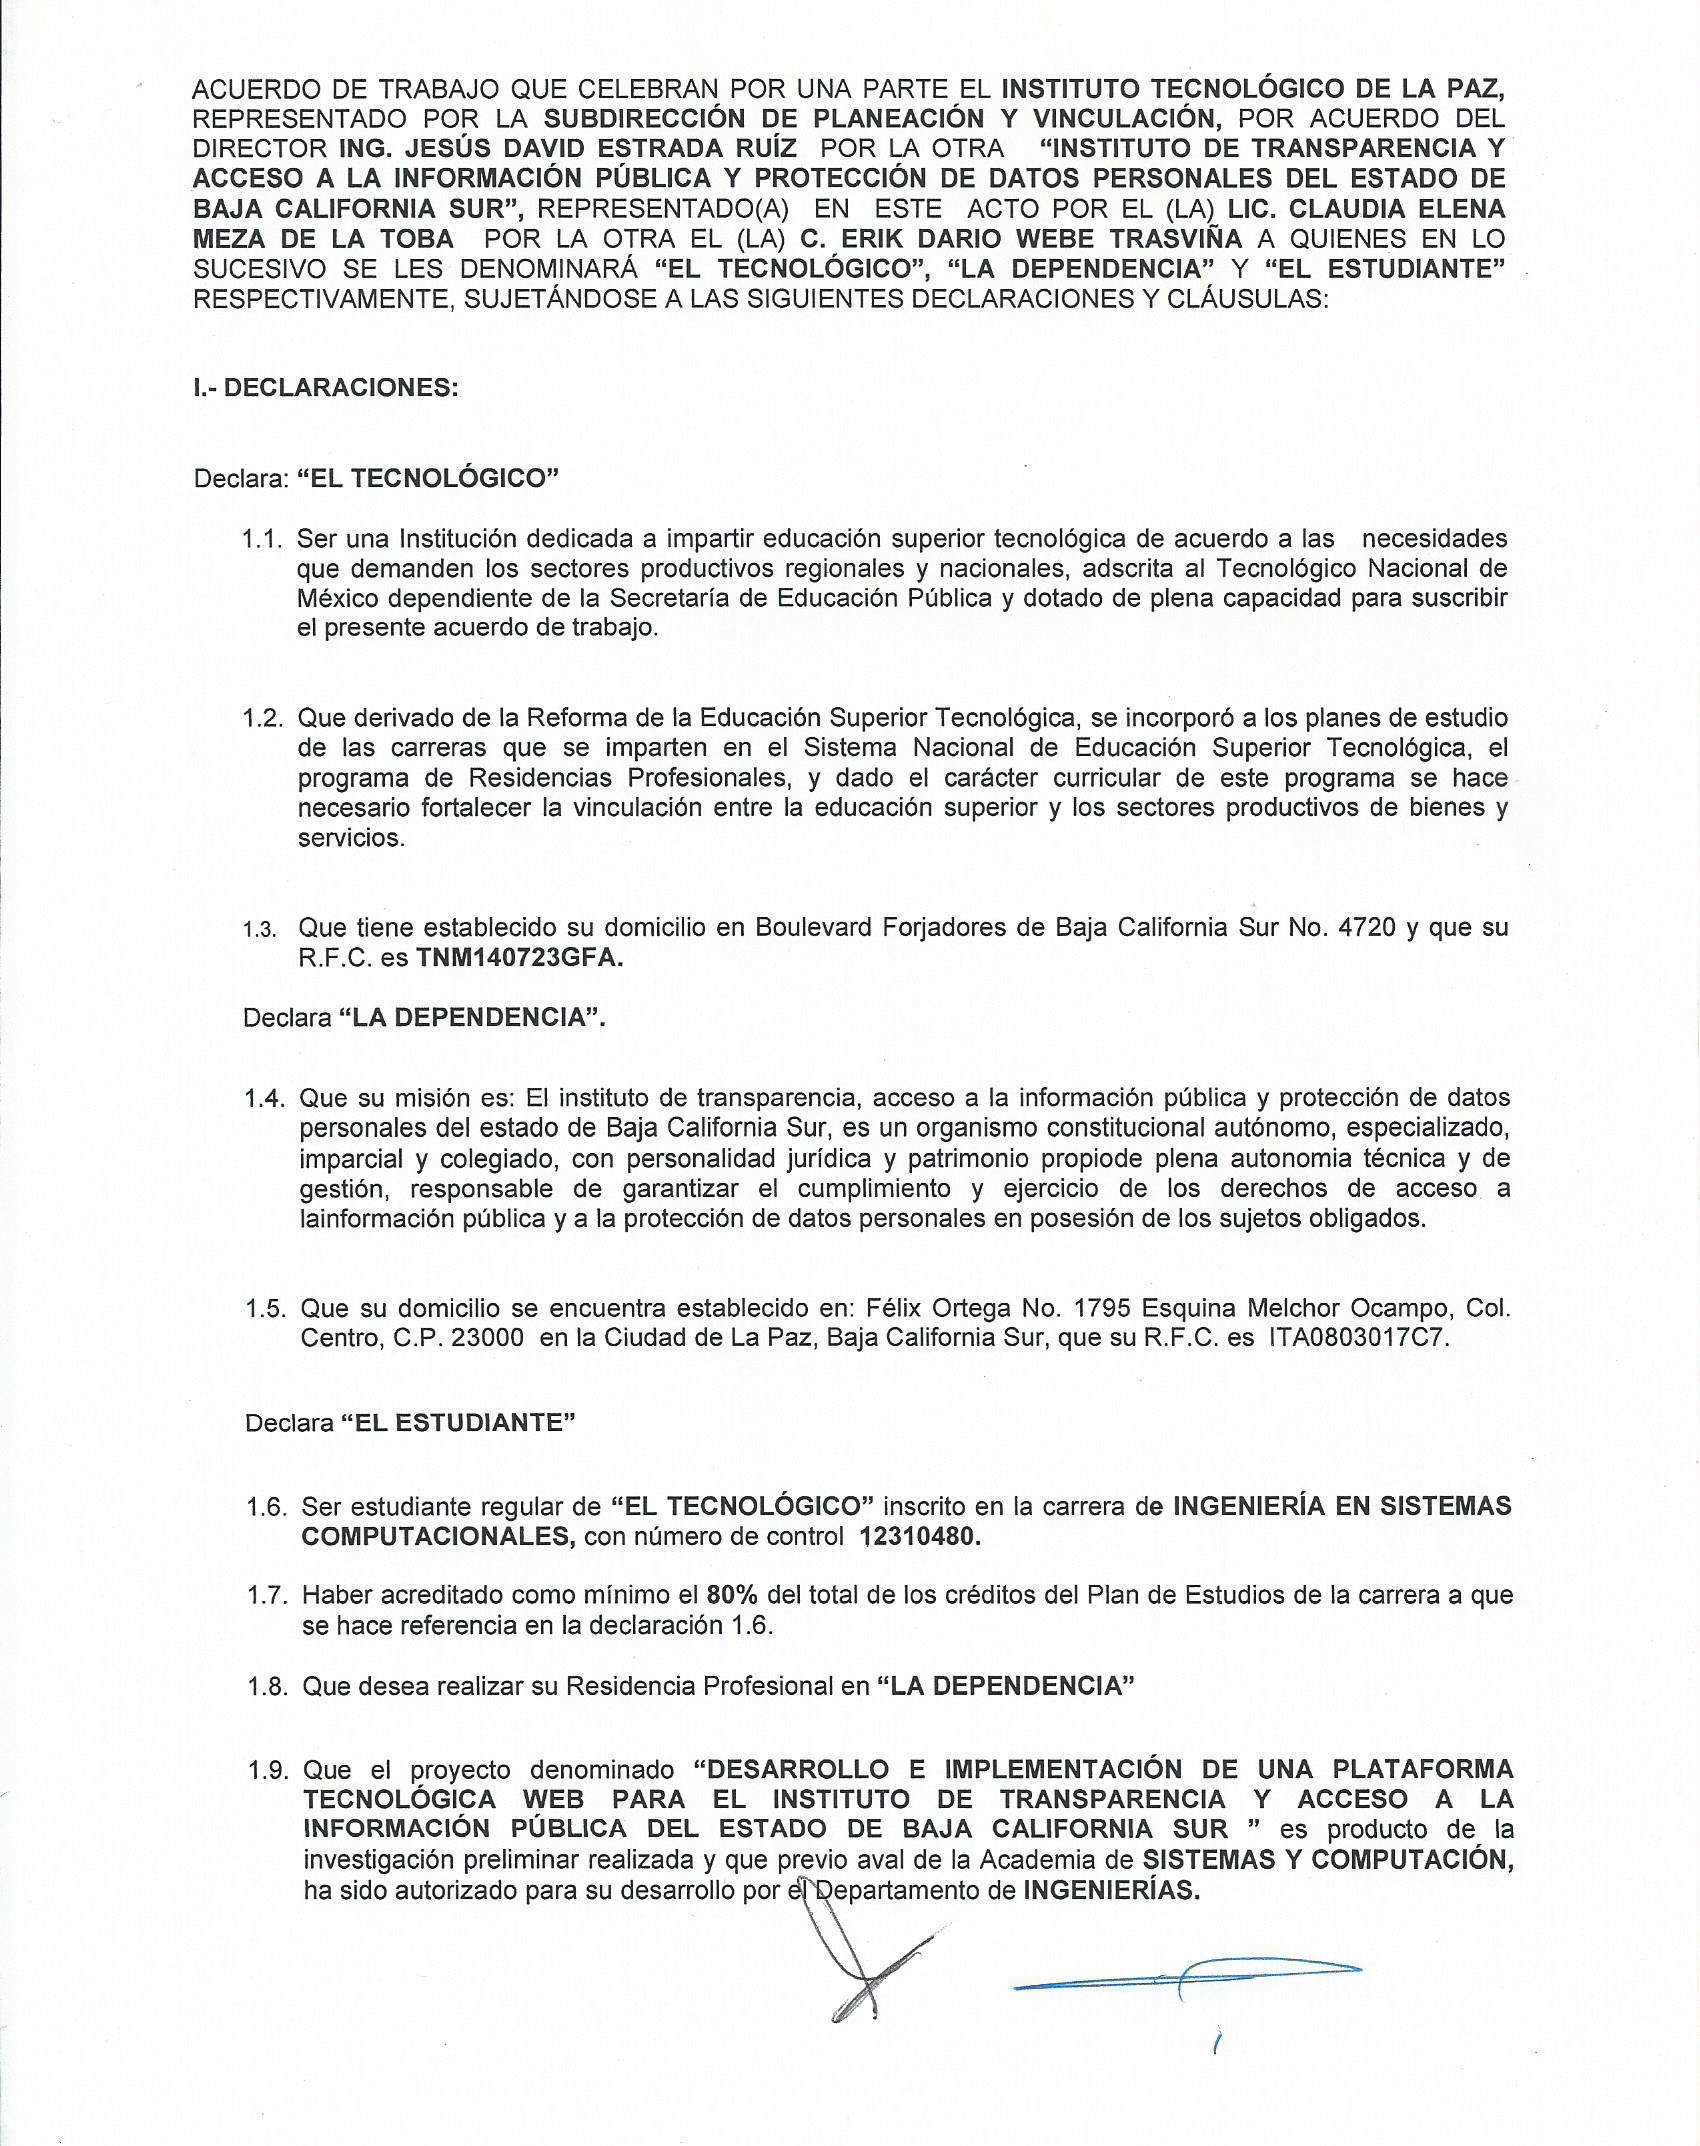 ACUERDO DE TRABAJO QUE CELEBRAN POR UNA PARTE EL INSTITUTO TECNOLÓGICO DE LA PAZ,
REPRESENTADO POR LA SUBDIRECCIÓN DE PLANEACIÓN Y VINCULACIÓN, POR ACUERDO DEL
DIRECTOR ING. JESÚS DAVID ESTRADA RUÍZ POR LA OTRA “INSTITUTO DE TRANSPARENCIA Y
ACCESO A LA INFORMACIÓN PÚBLICA Y PROTECCIÓN DE DATOS PERSONALES DEL ESTADO DE
BAJA CALIFORNIA SUR”, REPRESENTADO(A) EN ESTE ACTO POR EL (LA) LIC. CLAUDIA ELENA
MEZA DE LA TOBA POR LA OTRA EL (LA) C. ERIK DARIO WEBE TRASVIÑA A QUIENES EN LO
SUCESIVO SE LES DENOMINARÁ “EL TECNOLÓGICO”, “LA DEPENDENCIA” Y “EL ESTUDIANTE”
RESPECTIVAMENTE, SUJETÁNDOSE A LAS SIGUIENTES DECLARACIONES Y CLÁUSULAS:
I.- DECLARACIONES:
Declara: “EL TECNOLÓGICO”
1.1. Ser una Institución dedicada a impartir educación superior tecnológica de acuerdo a las necesidades
que demanden los sectores productivos regionales y nacionales, adscrita al Tecnológico Nacional de
México dependiente de la Secretaría de Educación Pública y dotado de plena capacidad para suscribir
el presente acuerdo de trabajo.
1.2. Que derivado de la Reforma de la Educación Superior Tecnológica, se incorporó a los planes de estudio
de las carreras que se imparten en el Sistema Nacional de Educación Superior Tecnológica, el
programa de Residencias Profesionales, y dado el carácter curricular de este programa se hace
necesario fortalecer la vinculación entre la educación superior y los sectores productivos de bienes y
servicios.
1.3. Que tiene establecido su domicilio en Boulevard Forjadores de Baja California Sur No. 4720 y que su
R.F.C. es TNM140723GFA.
Declara “LA DEPENDENCIA”.
1.4. Que su misión es: El instituto de transparencia, acceso a la información pública y protección de datos
personales del estado de Baja California Sur, es un organismo constitucional autónomo, especializado,
imparcial y colegiado, con personalidad jurídica y patrimonio propiode plena autonomia técnica y de
gestión, responsable de garantizar el cumplimiento y ejercicio de los derechos de acceso a
lainformación pública y a la protección de datos personales en posesión de los sujetos obligados.
1.5. Que su domicilio se encuentra establecido en: Félix Ortega No. 1795 Esquina Melchor Ocampo, Col.
Centro, C.P. 23000 en la Ciudad de La Paz, Baja California Sur, que su R.F.C. es ITA0803017C7.
Declara “EL ESTUDIANTE”
1.6. Ser estudiante regular de “EL TECNOLÓGICO” inscrito en la carrera de INGENIERÍA EN SISTEMAS
COMPUTACIONALES, con número de control 12310480.
1.7. Haber acreditado como mínimo el 80% del total de los créditos del Plan de Estudios de la carrera a que
se hace referencia en la declaración 1.6.
1.8. Que desea realizar su Residencia Profesional en “LA DEPENDENCIA”
1.9. Que el proyecto denominado “DESARROLLO E IMPLEMENTACIÓN DE UNA PLATAFORMA
TECNOLÓGICA WEB PARA EL INSTITUTO DE TRANSPARENCIA Y ACCESO A LA
INFORMACIÓN PÚBLICA DEL ESTADO DE BAJA CALIFORNIA SUR ” es producto de la
investigación preliminar realizada y que previo aval de la Academia de SISTEMAS Y COMPUTACIÓN,
ha sido autorizado para su desarrollo por el Departamento de INGENIERÍAS.